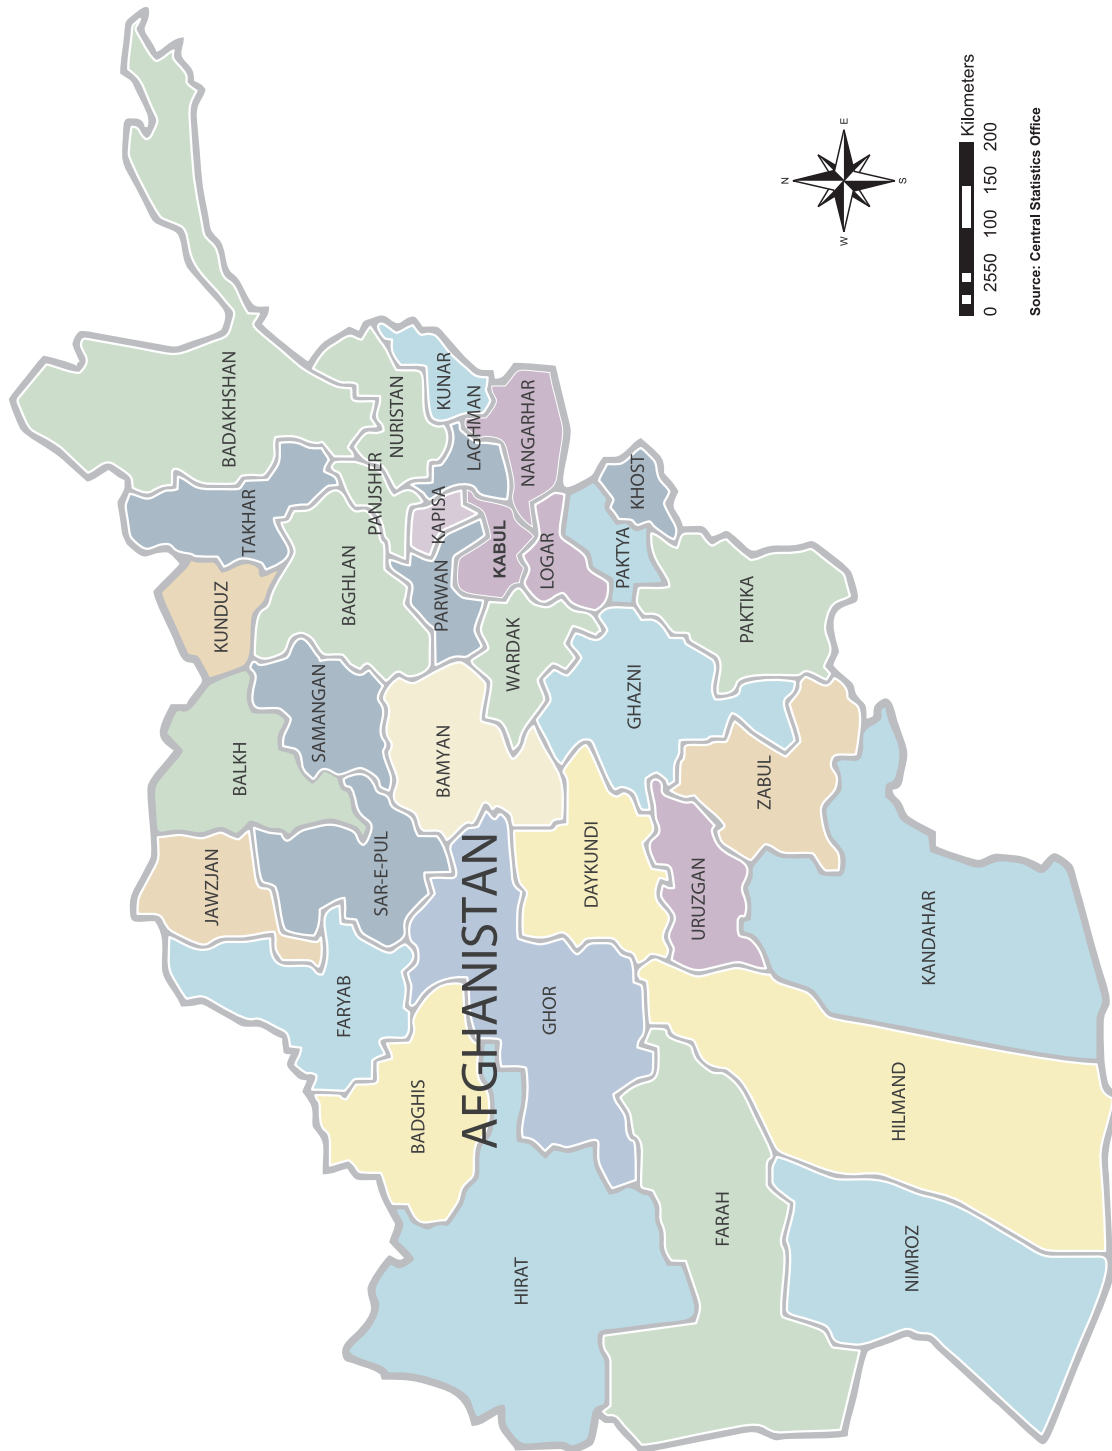 BADAKHSHAN
TAKHAR
KUNDUZ
BALKH
JAWZJAN
SAMANGAN
BAGHLAN
PANJSHER
NURISTAN
KUNAR
LAGHMAN
NANGARHAR
KAPISA
PARWAN
KABUL
LOGAR
WARDAK
BAMYAN
SAR-E-PUL
FARYAB
BADGHIS
AFGHANISTAN
HIRAT
GHOR
DAYKUNDI
GHAZNI
PAKTYA
KHOST
PAKTIKA
ZABUL
URUZGAN
KANDAHAR
HILMAND
FARAH
NIMROZ
N
W
E
S
Kilometers
0 2550 100 150 200
Source: Central Statistics Office